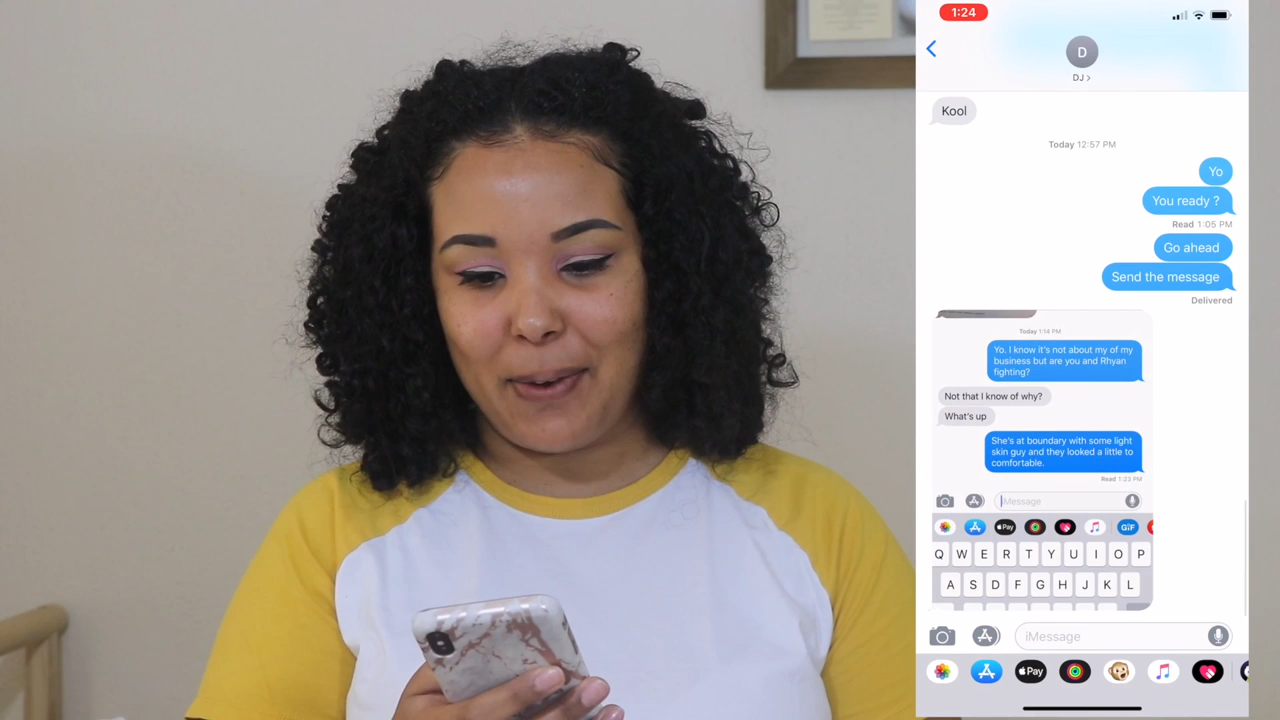 1:24
D
DJ >
Kool
Today 12:57 PM
Yo
You ready ?
Read 1:05 PM
Go ahead
Send the message
Delivered
Today 1:14 PM
Yo. I know it's not about my of my
business but are you and Rhyan
fighting?
Not that I know of why?
What's up
She's at boundary with some light
skin guy and they looked a little to
comfortable.
Read 1:23 PM
iMessage
Pay
GIF
Q W E R T Y U I O P
A S D F G H J K L
iMessage
Pay